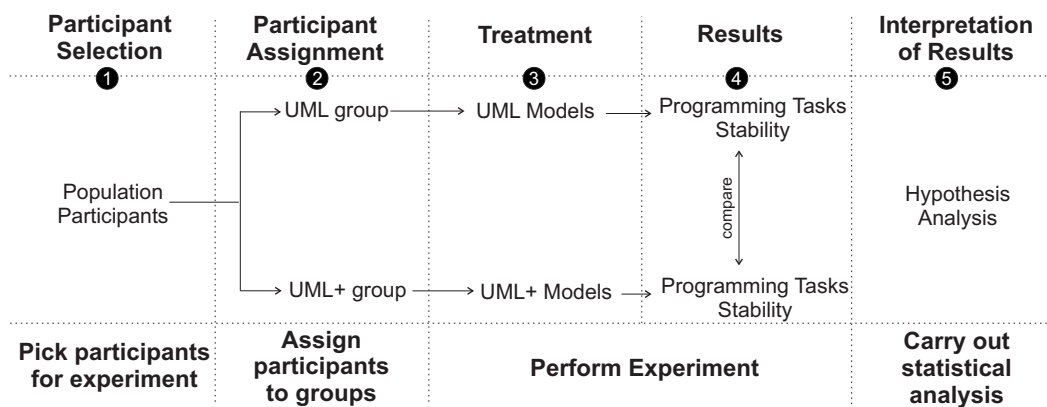 Participant
Selection
Participant
Assignment
Treatment
Results
Interpretation
of Results
1
2
3
4
5
UML group
UML Models
Programming Tasks
Stability
Population
Participants
compare
Hypothesis
Analysis
UML+ group
UML+ Models
Programming Tasks
Stability
Pick participants
for experiment
Assign
participants
to groups
Perform Experiment
Carry out
statistical
analysis